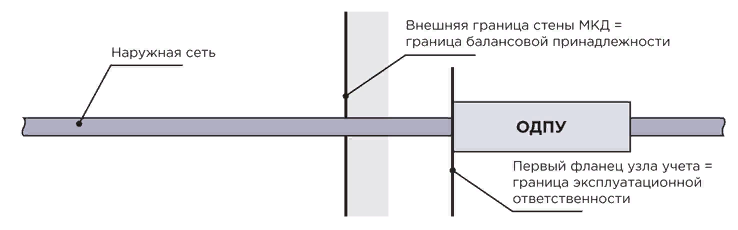 Внешняя граница стены МКД =
граница балансовой принадлежности
Наружная сеть
ОДПУ
Первый фланец узла учета =
граница эксплуатационной
ответственности